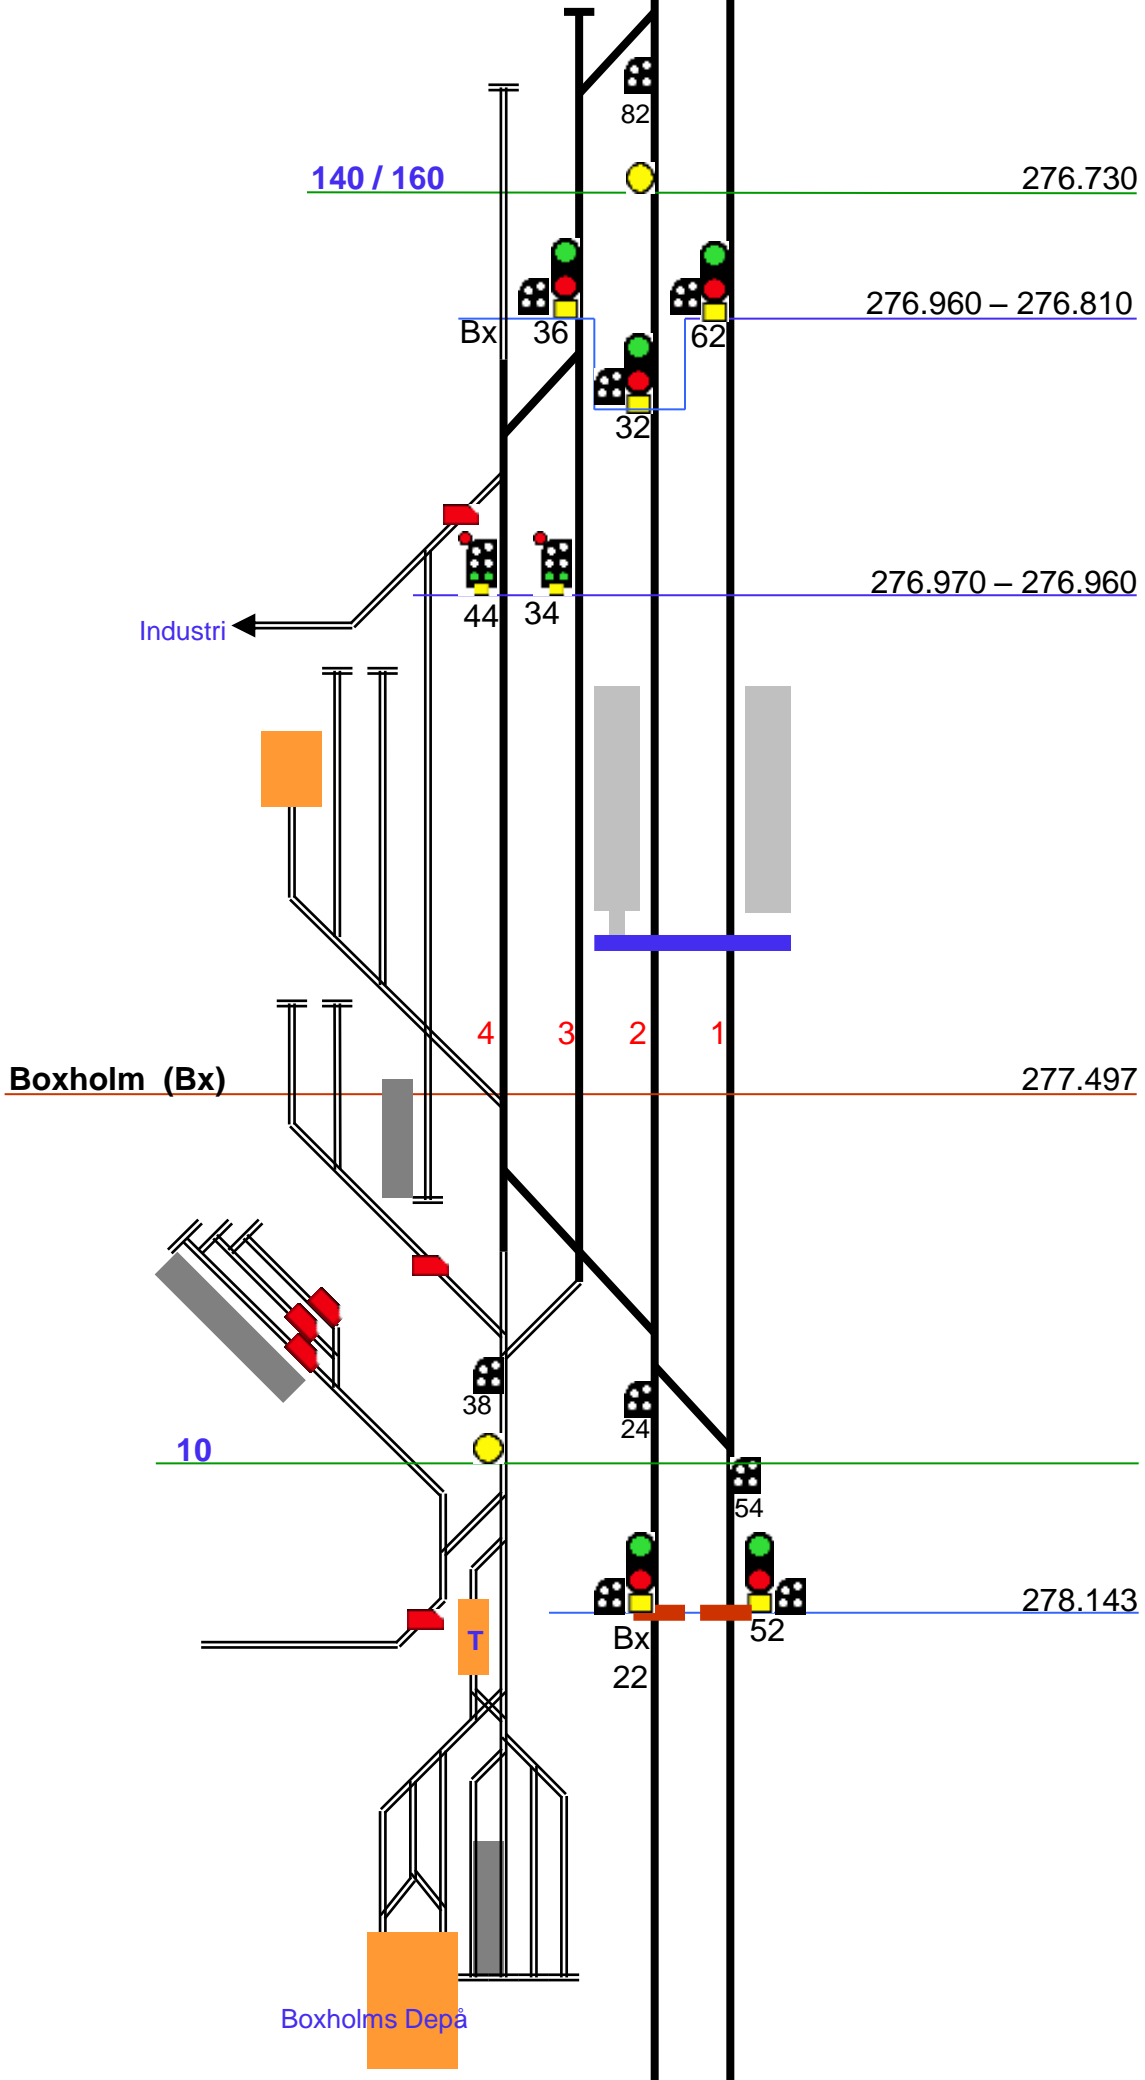 82
140 / 160 276.730
276.960 – 276.810
Bx 36 62
32
276.970 – 276.960
44 34
Industri
4 3 2 1
Boxholm (Bx) 277.497
38
24
10
54
278.143
Bx 52
T
22
Boxholms Depå